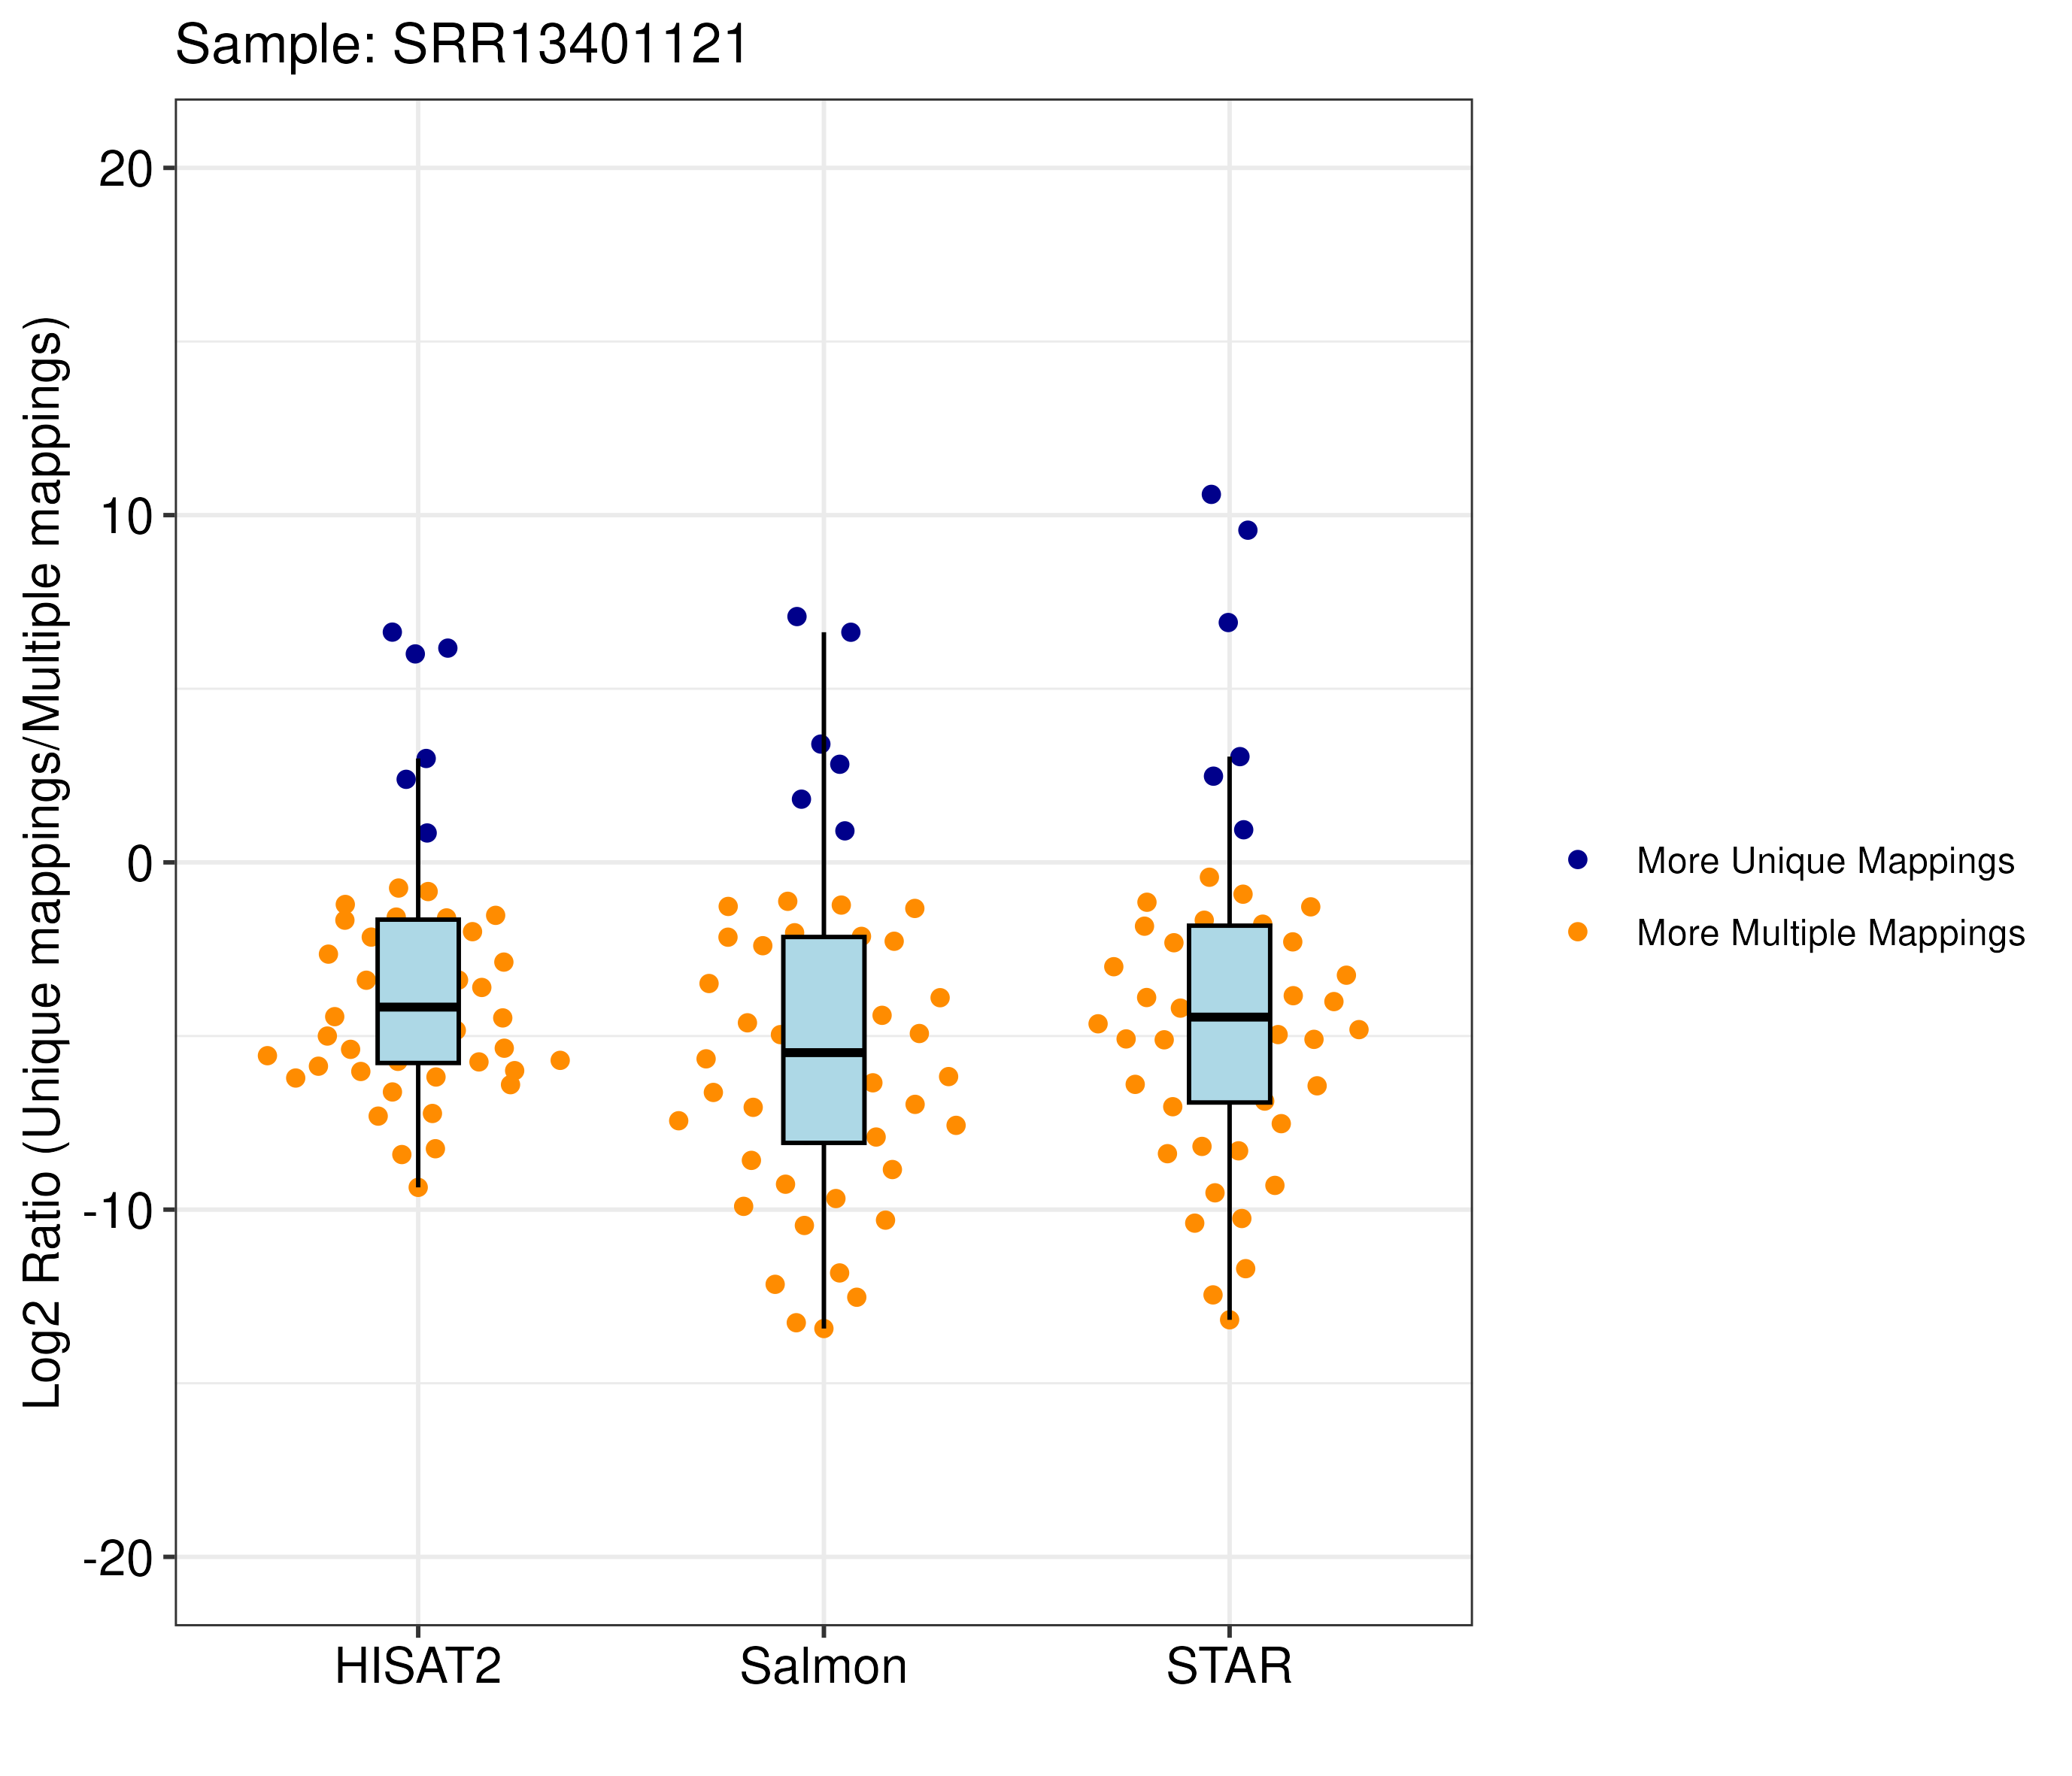 Sample: SRR13401121
Log2 Ratio (Unique mappings/Multiple mappings)
20
10
0
-10
-20
HISAT2
Salmon
STAR
More Unique Mappings
More Multiple Mappings